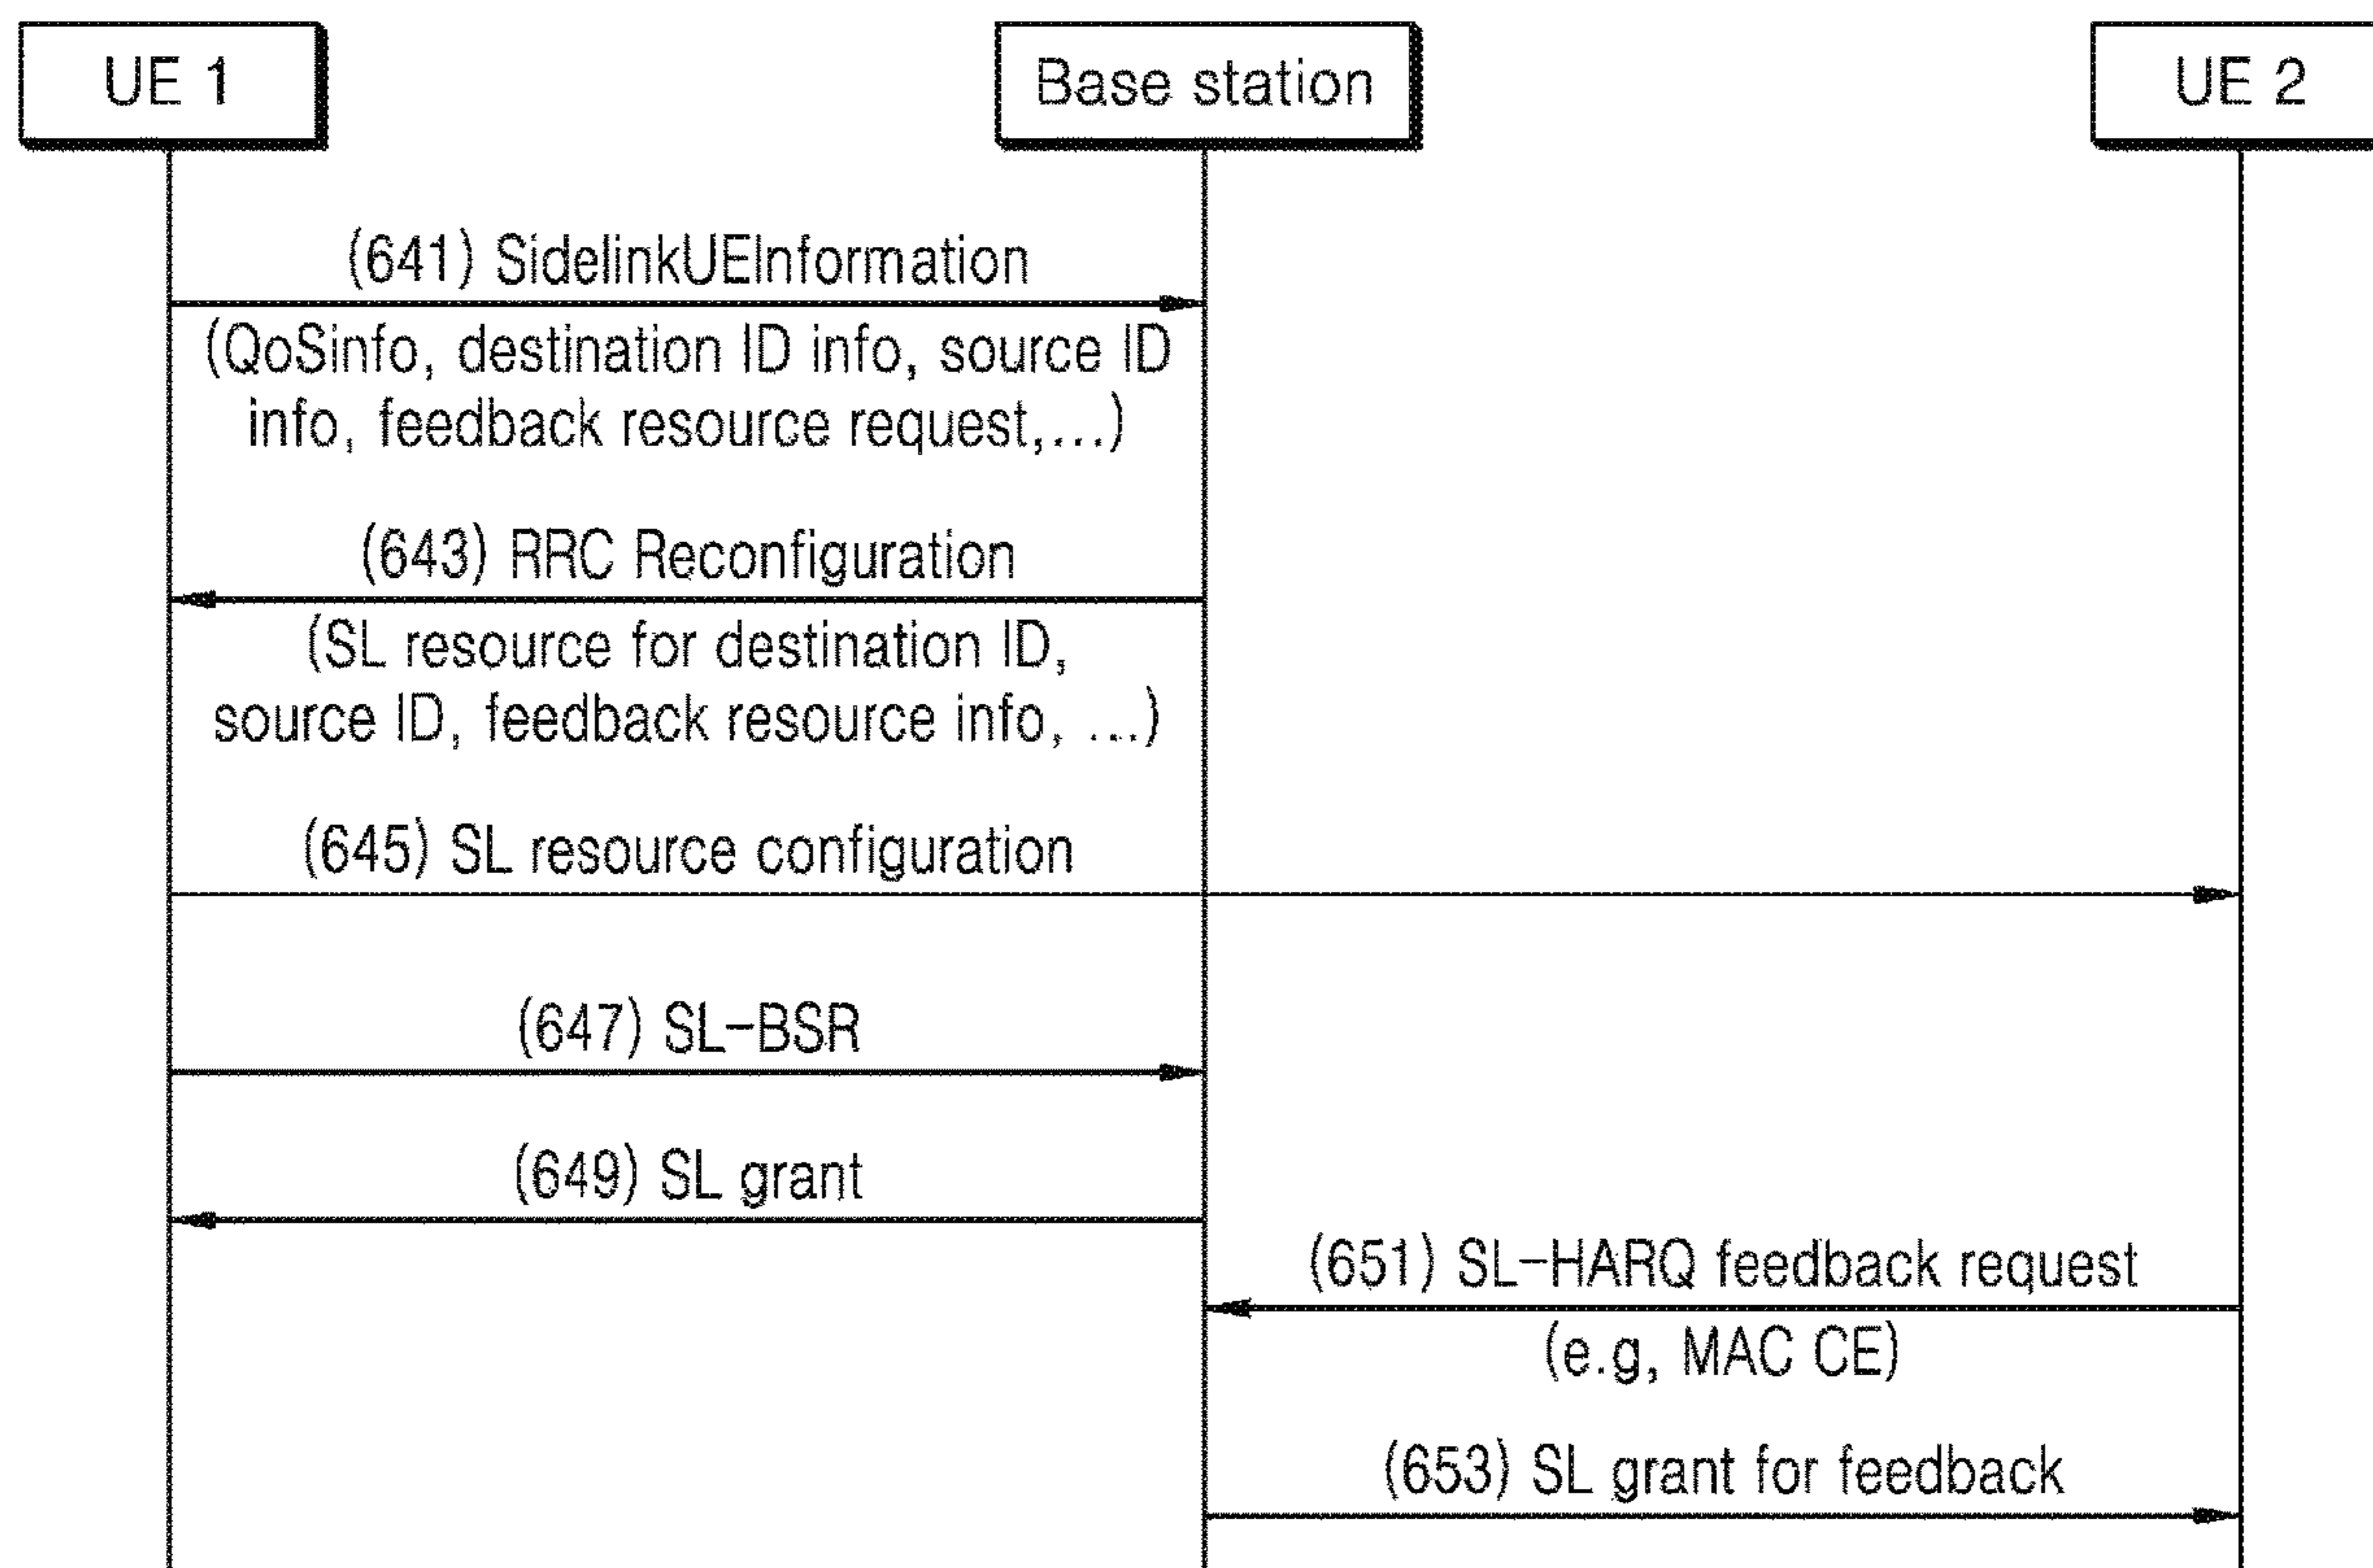 UE 1
Base station
UE 2
(641) SidelinkUEInformation
(QoSinfo, destination ID info, source ID
info, feedback resource request,...)
(643) RRC Reconfiguration
(SL resource for destination ID,
source ID, feedback resource info, ...)
(645) SL resource configuration
(647) SL-BSR
(649) SL grant
(651) SL-HARQ feedback request
(e.g, MAC CE)
(653) SL grant for feedback